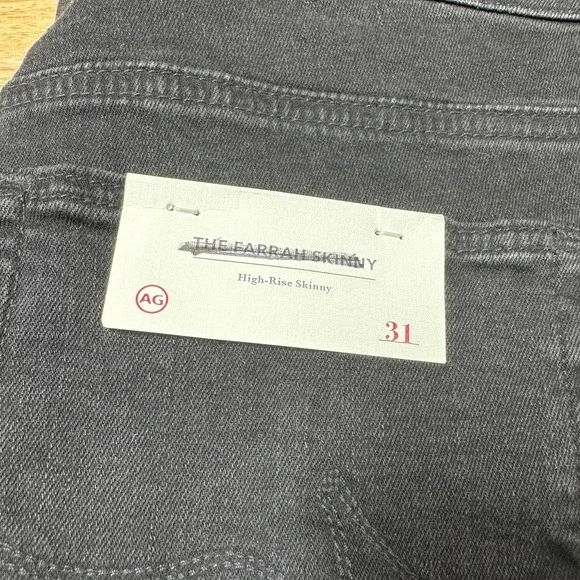 THE FARRAH SKINNY
High-Rise Skinny
AG
31